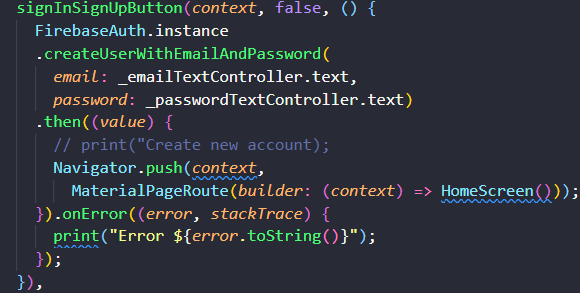 signInSignUpButton(context, false, () {
FirebaseAuth.instance
.createUserWithEmailAndPassword(
email: _emailTextController.text,
password: _passwordTextController.text)
.then((value) {
// print("Create new account);
Navigator.push(context,
MaterialPageRoute(builder: (context) => HomeScreen()));
}).onError((error, stackTrace) {
print("Error ${error.toString()}");
});
}),